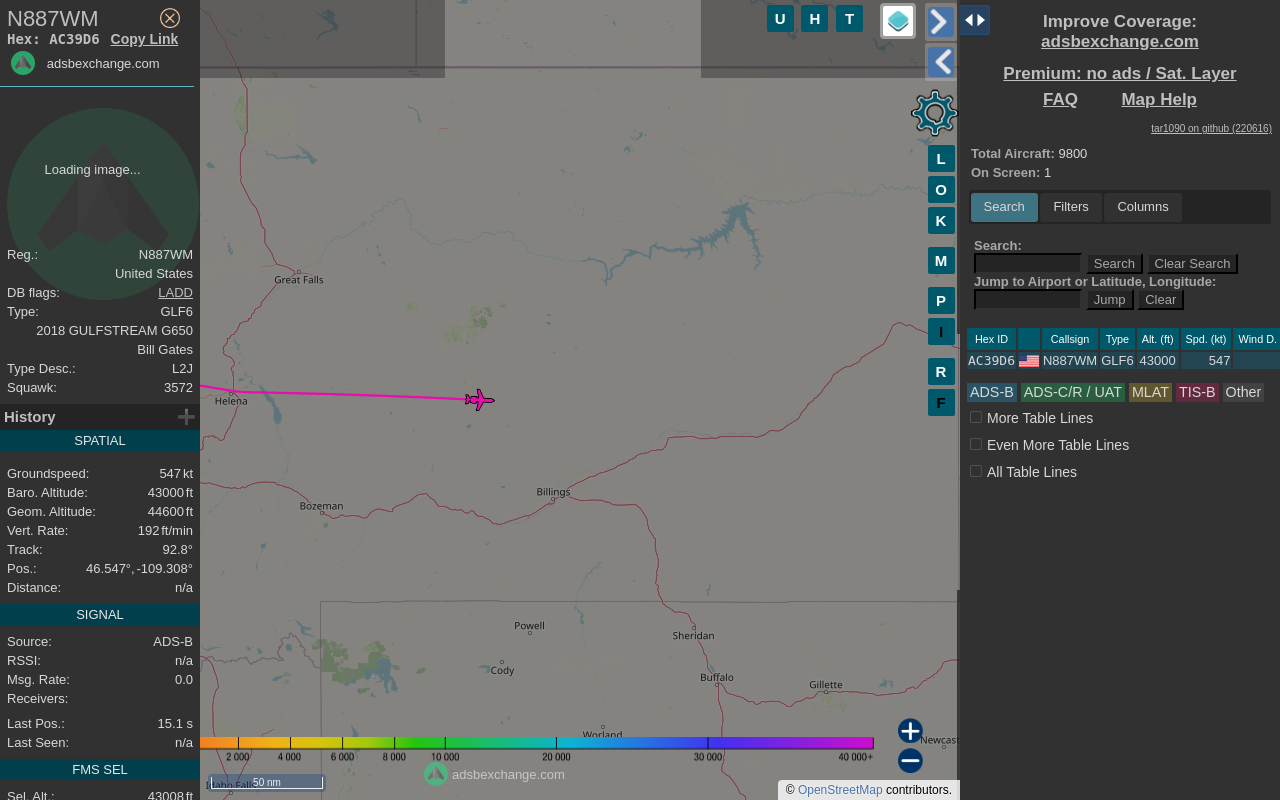 N887WM
Hex: AC39D6 Copy Link
adsbexchange.com
Loading image...
Reg.: N887WM
United States
DB flags: LADD
Type: GLF6
2018 GULFSTREAM G650
Bill Gates
Type Desc.: L2J
Squawk: 3572
History
SPATIAL
Groundspeed: 547 kt
Baro. Altitude: 43000 ft
Geom. Altitude: 44600 ft
Vert. Rate: 192 ft/min
Track: 92.8°
Pos.: 46.547°, -109.308°
Distance: n/a
SIGNAL
Source: ADS-B
RSSI: n/a
Msg. Rate: 0.0
Receivers:
Last Pos.: 15.1 s
Last Seen: n/a
FMS SEL
Sel. Alt.: 43008 ft
U H T
L
O
K
M
P
I
R
F
Great Falls
Helena
Billings
Bozeman
Powell
Sheridan
Cody
Buffalo
Gillette
Worland
Newcast
Idaho Fall
2 000 4 000 6 000 8 000 10 000 20 000 30 000 40 000+
adsbexchange.com
50 nm
© OpenStreetMap contributors.
Improve Coverage:
adsbexchange.com
Premium: no ads / Sat. Layer
FAQ Map Help
tar1090 on github (220616)
Total Aircraft: 9800
On Screen: 1
Search Filters Columns
Search:
Search Clear Search
Jump to Airport or Latitude, Longitude:
Jump Clear
Hex ID Callsign Type Alt. (ft) Spd. (kt) Wind D.
AC39D6 N887WM GLF6 43000 547
ADS-B ADS-C/R / UAT MLAT TIS-B Other
More Table Lines
Even More Table Lines
All Table Lines